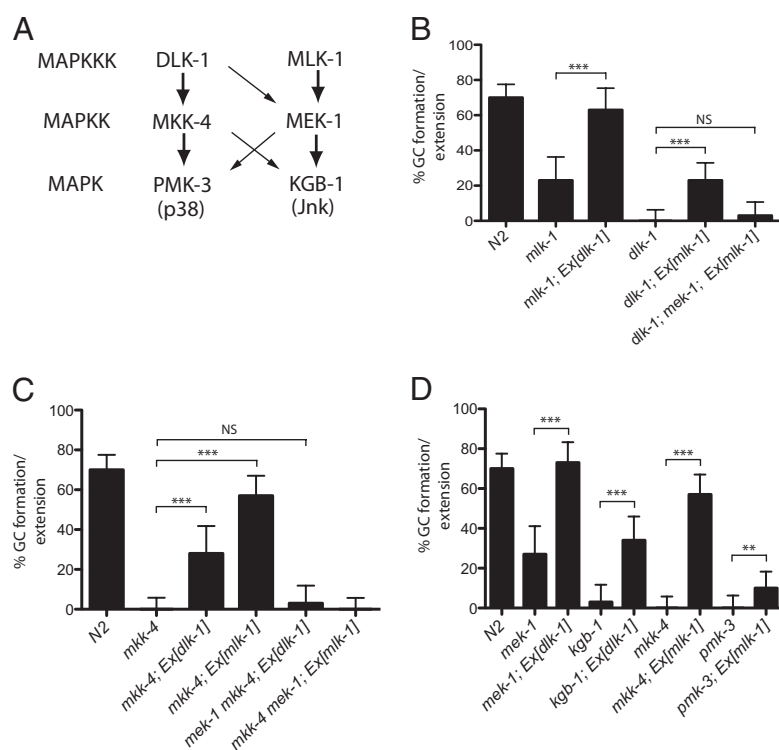 A
MAPKKK DLK-1 MLK-1
MAPKK MKK-4 MEK-1
MAPK PMK-3 KGB-1
(p38) (Jnk)
B
% GC formation/
extension
100
80
60
40
20
0
***
***
NS
N2
mlk-1
mlk-1; Ex[dlk-1]
dlk-1
dlk-1; Ex[mlk-1]
dlk-1; mek-1; Ex[mlk-1]
C
% GC formation/
extension
100
80
60
40
20
0
NS
***
***
N2
mkk-4
mkk-4; Ex[dlk-1]
mkk-4; Ex[mlk-1]
mek-1 mkk-4; Ex[dlk-1]
mkk-4 mek-1; Ex[mlk-1]
D
% GC formation/
extension
100
80
60
40
20
0
***
***
***
**
N2
mek-1
mek-1; Ex[dlk-1]
kgb-1
kgb-1; Ex[dlk-1]
mkk-4
mkk-4; Ex[mlk-1]
pmk-3
pmk-3; Ex[mlk-1]